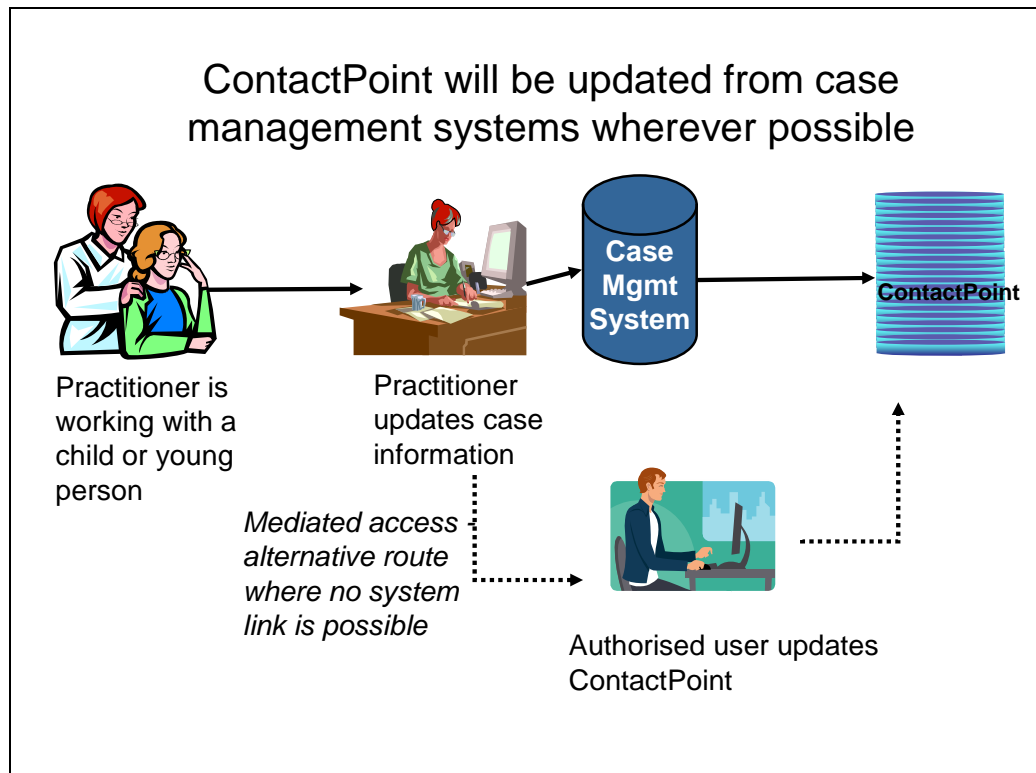 ContactPoint will be updated from case
management systems wherever possible
Case
Mgmt
System
ContactPoint
Practitioner is
working with a
child or young
person
Practitioner
updates case
information
Mediated access -
alternative route
where no system
link is possible
Authorised user updates
ContactPoint